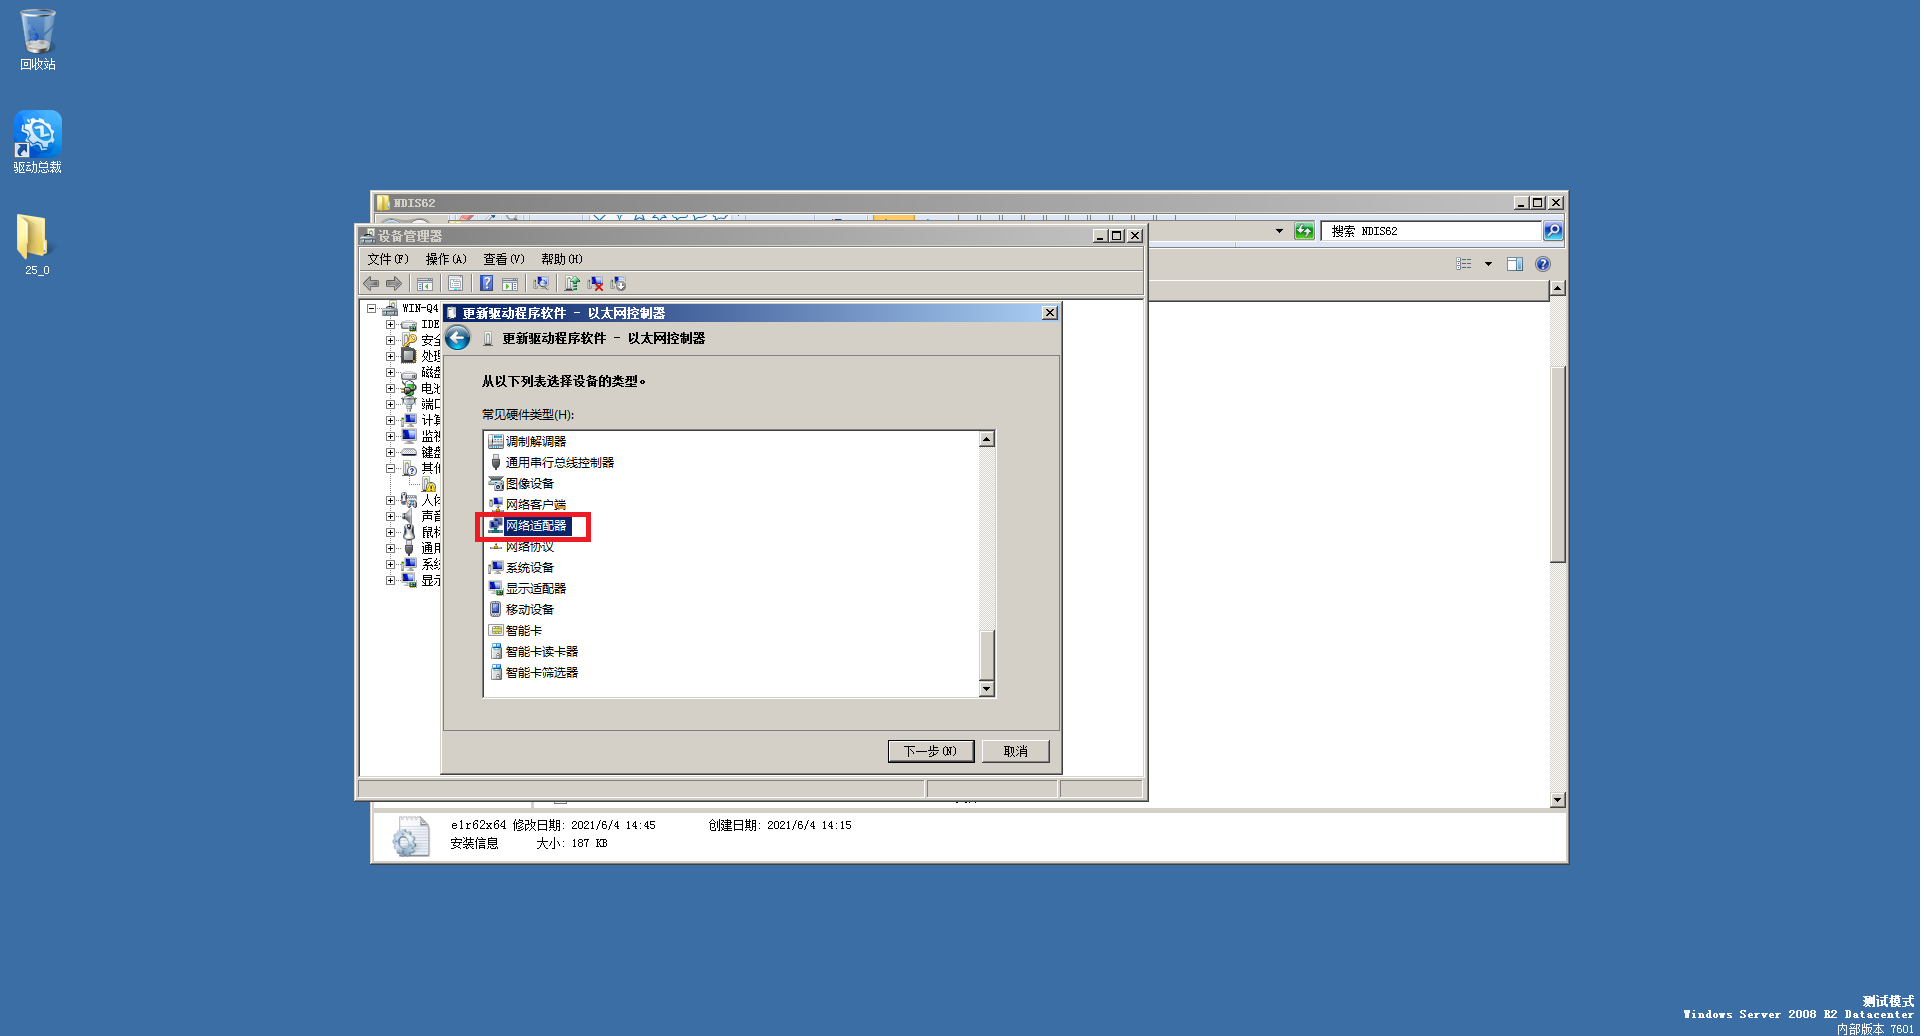 回收站
驱动总裁
25_0
NDIS62
搜索 NDIS62
设备管理器
文件(F) 操作(A) 查看(V) 帮助(H)
WIN-Q4
IDE
安全
处理
磁盘
电池
端口
计算
监视
键盘
其他
人体
声音
鼠标
通用
系统
显示
更新驱动程序软件 - 以太网控制器
更新驱动程序软件 - 以太网控制器
从以下列表选择设备的类型。
常见硬件类型(H):
调制解调器
通用串行总线控制器
图像设备
网络客户端
网络适配器
网络协议
系统设备
显示适配器
移动设备
智能卡
智能卡读卡器
智能卡筛选器
下一步(N) 取消
e1r62x64 修改日期: 2021/6/4 14:45 创建日期: 2021/6/4 14:15
安装信息 大小: 187 KB
测试模式
Windows Server 2008 R2 Datacenter
内部版本 7601